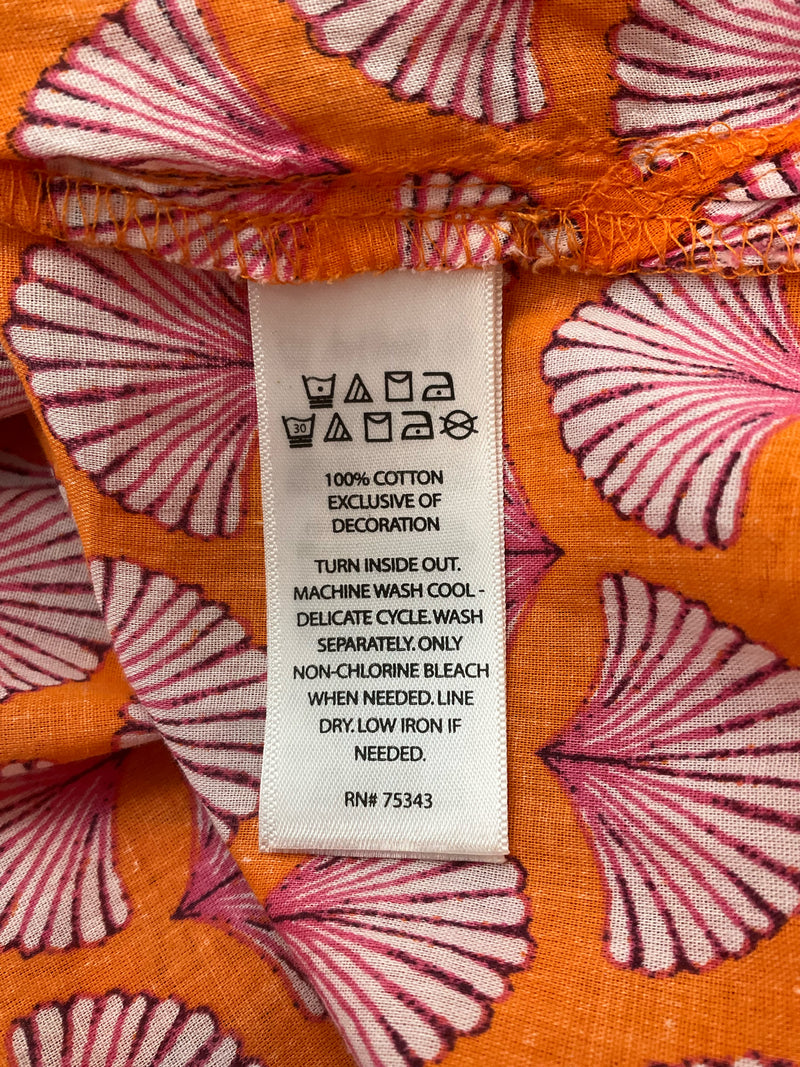 30
100% COTTON
EXCLUSIVE OF
DECORATION
TURN INSIDE OUT.
MACHINE WASH COOL -
DELICATE CYCLE. WASH
SEPARATELY. ONLY
NON-CHLORINE BLEACH
WHEN NEEDED. LINE
DRY. LOW IRON IF
NEEDED.
RN# 75343